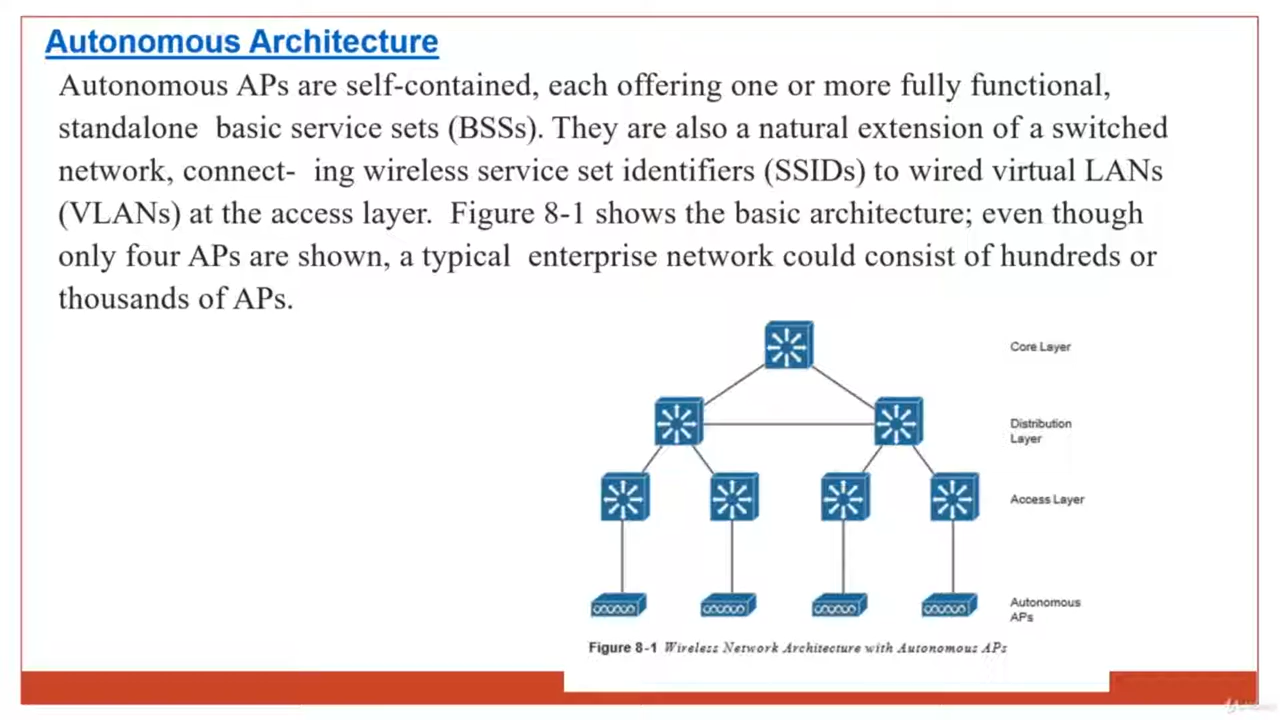 Autonomous Architecture
Autonomous APs are self-contained, each offering one or more fully functional,
standalone  basic service sets (BSSs). They are also a natural extension of a switched
network, connect-  ing wireless service set identifiers (SSIDs) to wired virtual LANs
(VLANs) at the access layer.  Figure 8-1 shows the basic architecture; even though
only four APs are shown, a typical  enterprise network could consist of hundreds or
thousands of APs.
Core Layer
Distribution
Layer
Access Layer
Autonomous
APs
Figure 8-1 Wireless Network Architecture with Autonomous APs